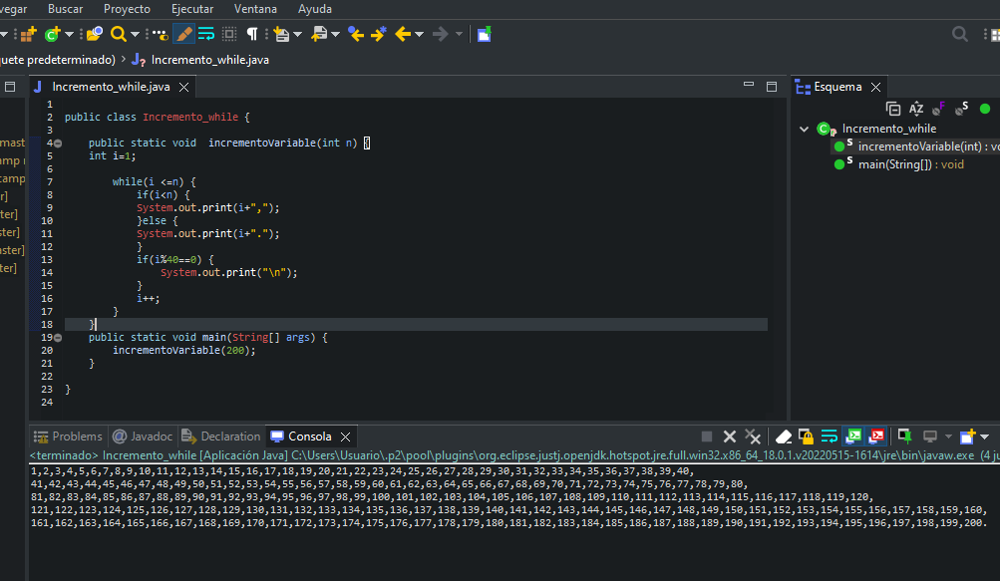 vegar Buscar Proyecto Ejecutar Ventana Ayuda
uete predeterminado) > Incremento_while.java
Incremento_while.java
1
2 public class Incremento_while {
3
4 public static void  incrementoVariable(int n) {
5 int i=1;
6
7 while(i <=n) {
8 if(i<n) {
9 System.out.print(i+",");
10 }else {
11 System.out.print(i+".");
12 }
13 if(i%40==0) {
14 System.out.print("\n");
15 }
16 i++;
17 }
18 }
19 public static void main(String[] args) {
20 incrementoVariable(200);
21 }
22
23 }
24
mast
amp
camp
r]
ter]
ster]
aster]
ter]
Esquema
Incremento_while
incrementoVariable(int) : vo
main(String[]) : void
Problems Javadoc Declaration Consola
<terminado> Incremento_while [Aplicación Java] C:\Users\Usuario\.p2\pool\plugins\org.eclipse.justj.openjdk.hotspot.jre.full.win32.x86_64_18.0.1.v20220515-1614\jre\bin\javaw.exe (4 ju
1,2,3,4,5,6,7,8,9,10,11,12,13,14,15,16,17,18,19,20,21,22,23,24,25,26,27,28,29,30,31,32,33,34,35,36,37,38,39,40,
41,42,43,44,45,46,47,48,49,50,51,52,53,54,55,56,57,58,59,60,61,62,63,64,65,66,67,68,69,70,71,72,73,74,75,76,77,78,79,80,
81,82,83,84,85,86,87,88,89,90,91,92,93,94,95,96,97,98,99,100,101,102,103,104,105,106,107,108,109,110,111,112,113,114,115,116,117,118,119,120,
121,122,123,124,125,126,127,128,129,130,131,132,133,134,135,136,137,138,139,140,141,142,143,144,145,146,147,148,149,150,151,152,153,154,155,156,157,158,159,160,
161,162,163,164,165,166,167,168,169,170,171,172,173,174,175,176,177,178,179,180,181,182,183,184,185,186,187,188,189,190,191,192,193,194,195,196,197,198,199,200.